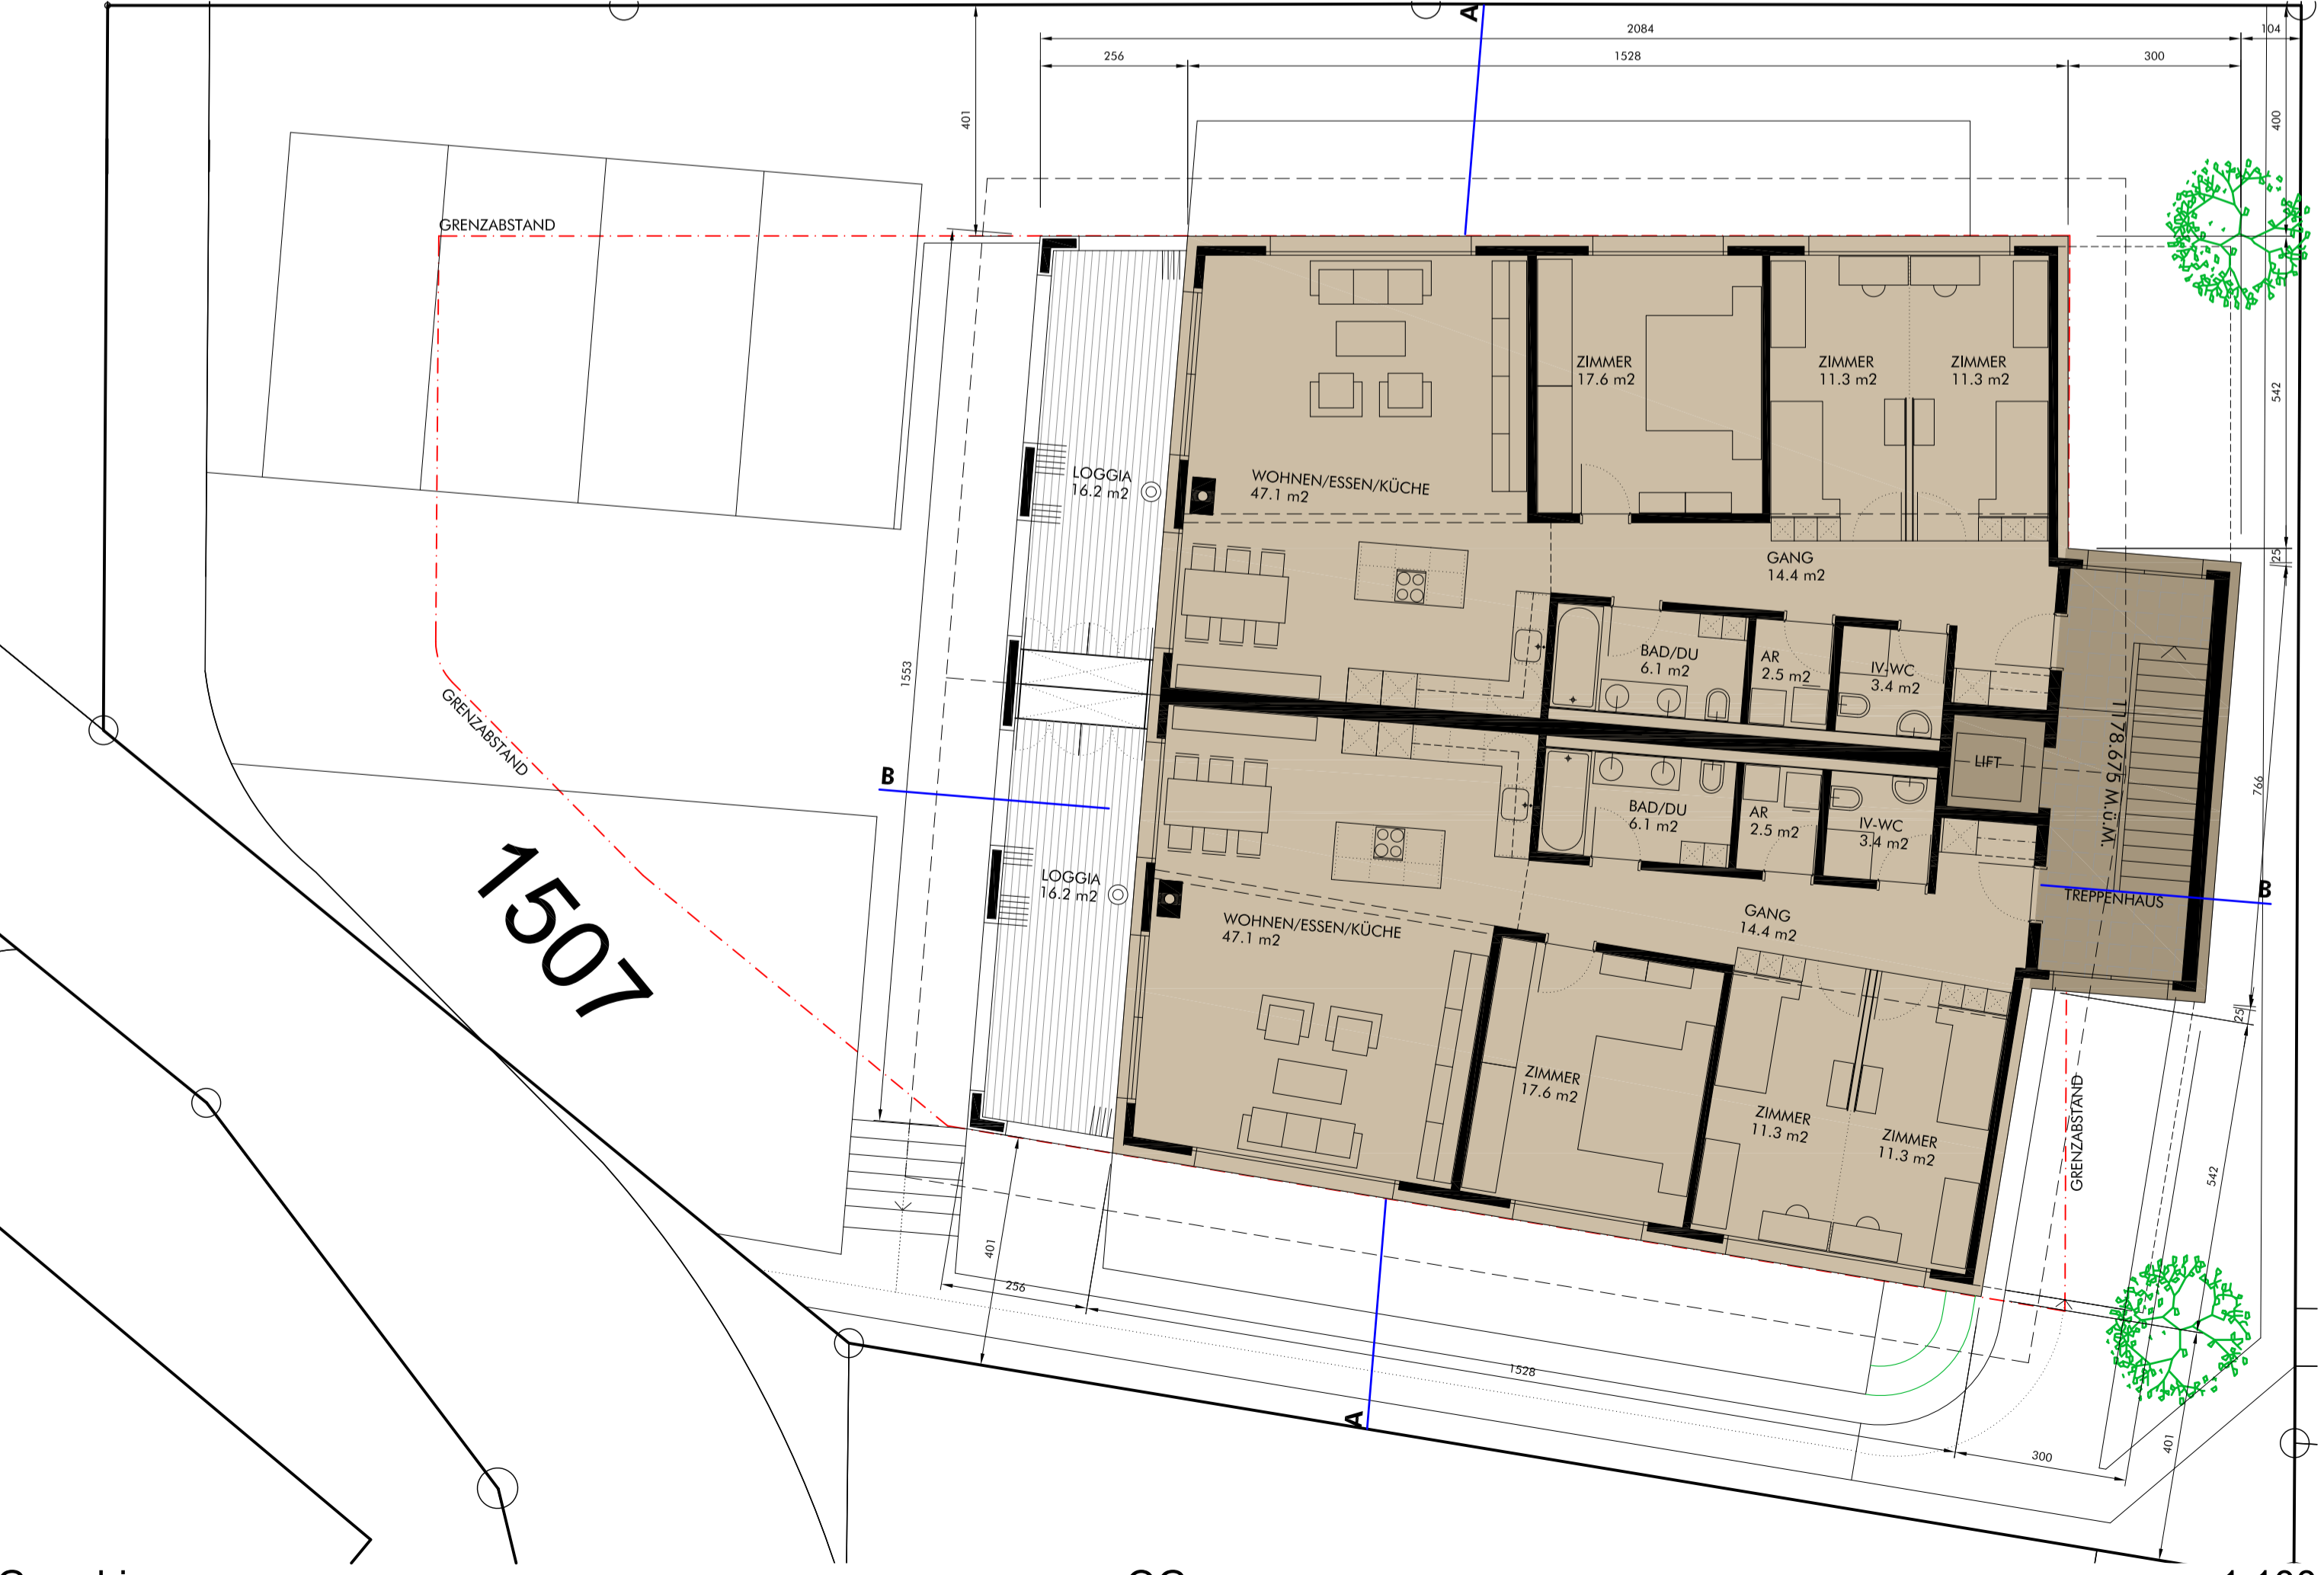 A
2084
104
256
1528
300
401
400
GRENZABSTAND
542
ZIMMER
17.6 m2
ZIMMER
11.3 m2
ZIMMER
11.3 m2
LOGGIA
16.2 m2
WOHNEN/ESSEN/KÜCHE
47.1 m2
GANG
14.4 m2
25
1553
BAD/DU
6.1 m2
AR
2.5 m2
IV-WC
3.4 m2
GRENZABSTAND
LIFT
1178.675 M.ü.M.
766
B
BAD/DU
6.1 m2
AR
2.5 m2
IV-WC
3.4 m2
1507
LOGGIA
16.2 m2
TREPPENHAUS
B
WOHNEN/ESSEN/KÜCHE
47.1 m2
GANG
14.4 m2
25
ZIMMER
17.6 m2
ZIMMER
11.3 m2
ZIMMER
11.3 m2
GRENZABSTAND
542
401
256
1528
A
300
401